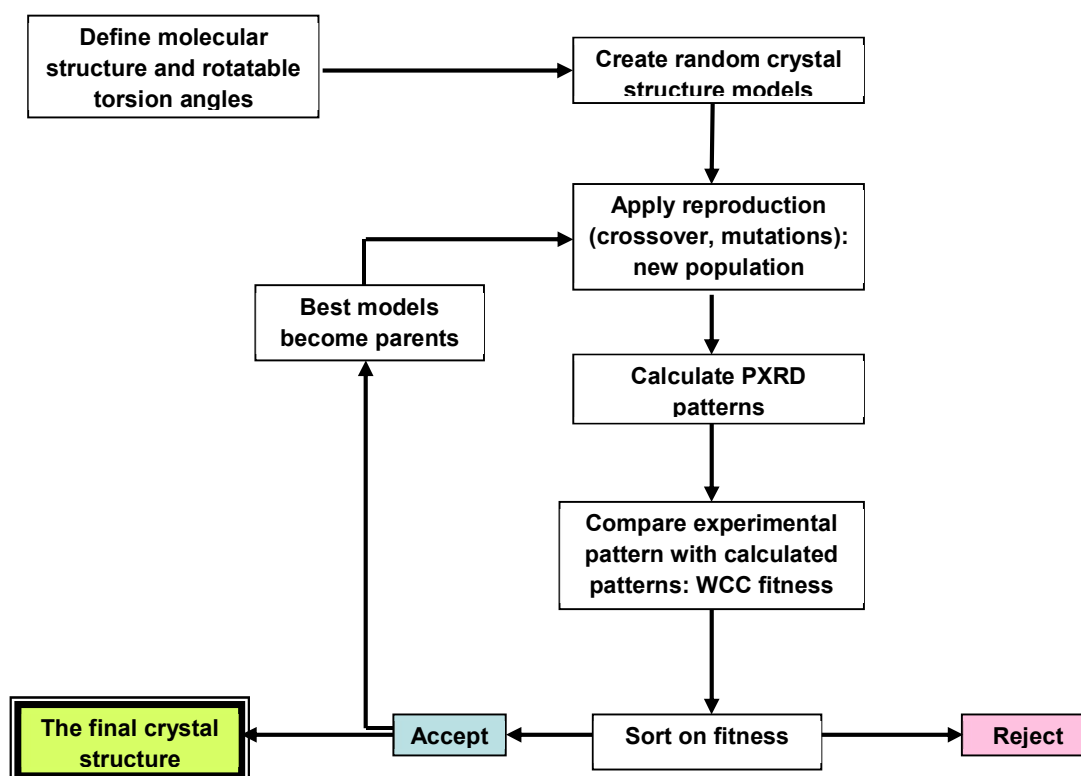 Define molecular
structure and rotatable
torsion angles
Create random crystal
structure models
Apply reproduction
(crossover, mutations):
new population
Best models
become parents
Calculate PXRD
patterns
Compare experimental
pattern with calculated
patterns: WCC fitness
The final crystal
structure
Accept
Sort on fitness
Reject